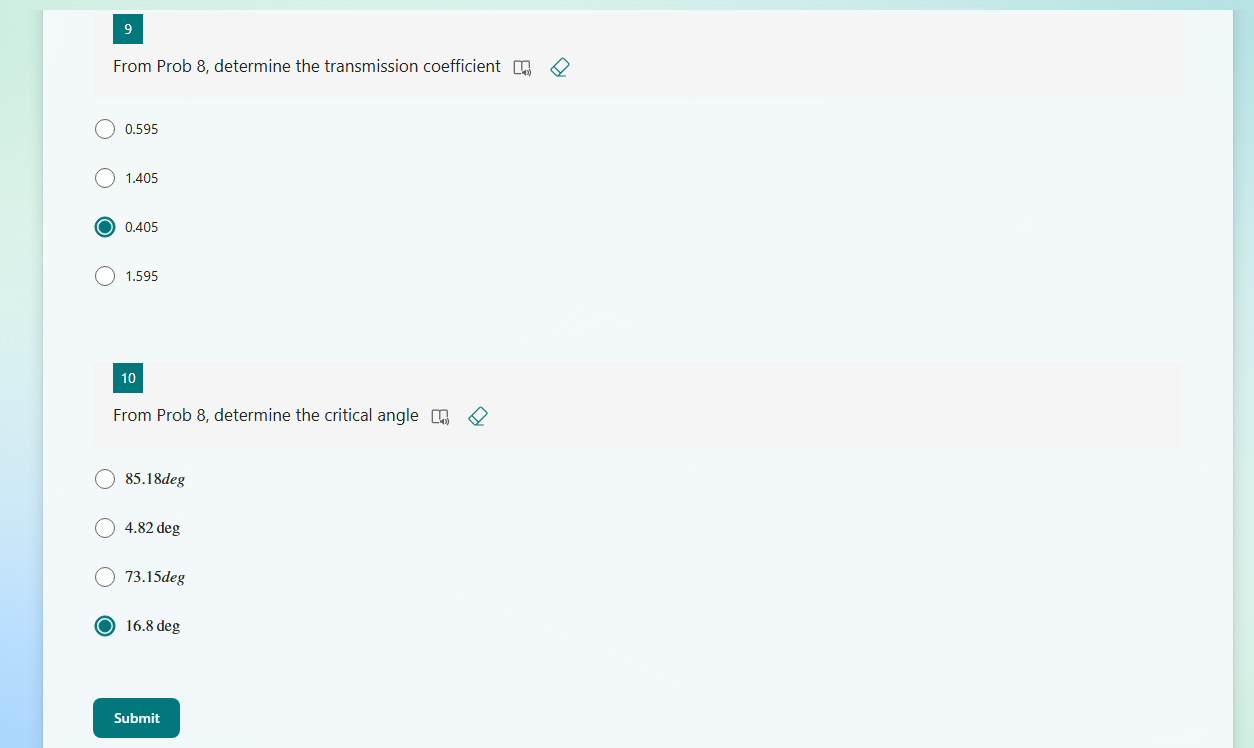 9
From Prob 8, determine the transmission coefficient
0.595
1.405
0.405
1.595
10
From Prob 8, determine the critical angle
85.18deg
4.82 deg
73.15deg
16.8 deg
Submit